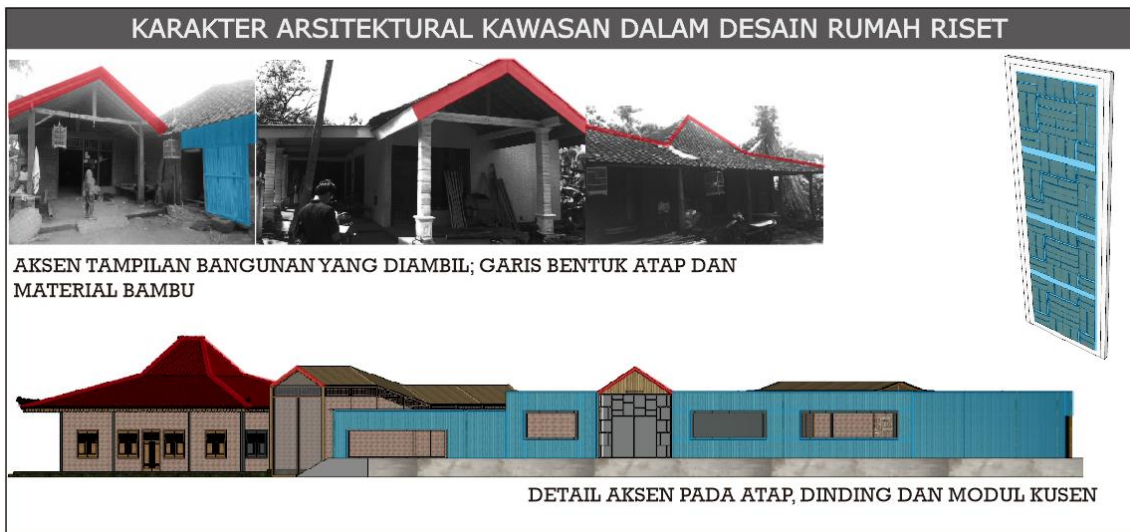 KARAKTER ARSITEKTURAL KAWASAN DALAM DESAIN RUMAH RISET
AKSEN TAMPILAN BANGUNAN YANG DIAMBIL; GARIS BENTUK ATAP DAN
MATERIAL BAMBU
DETAIL AKSEN PADA ATAP, DINDING DAN MODUL KUSEN